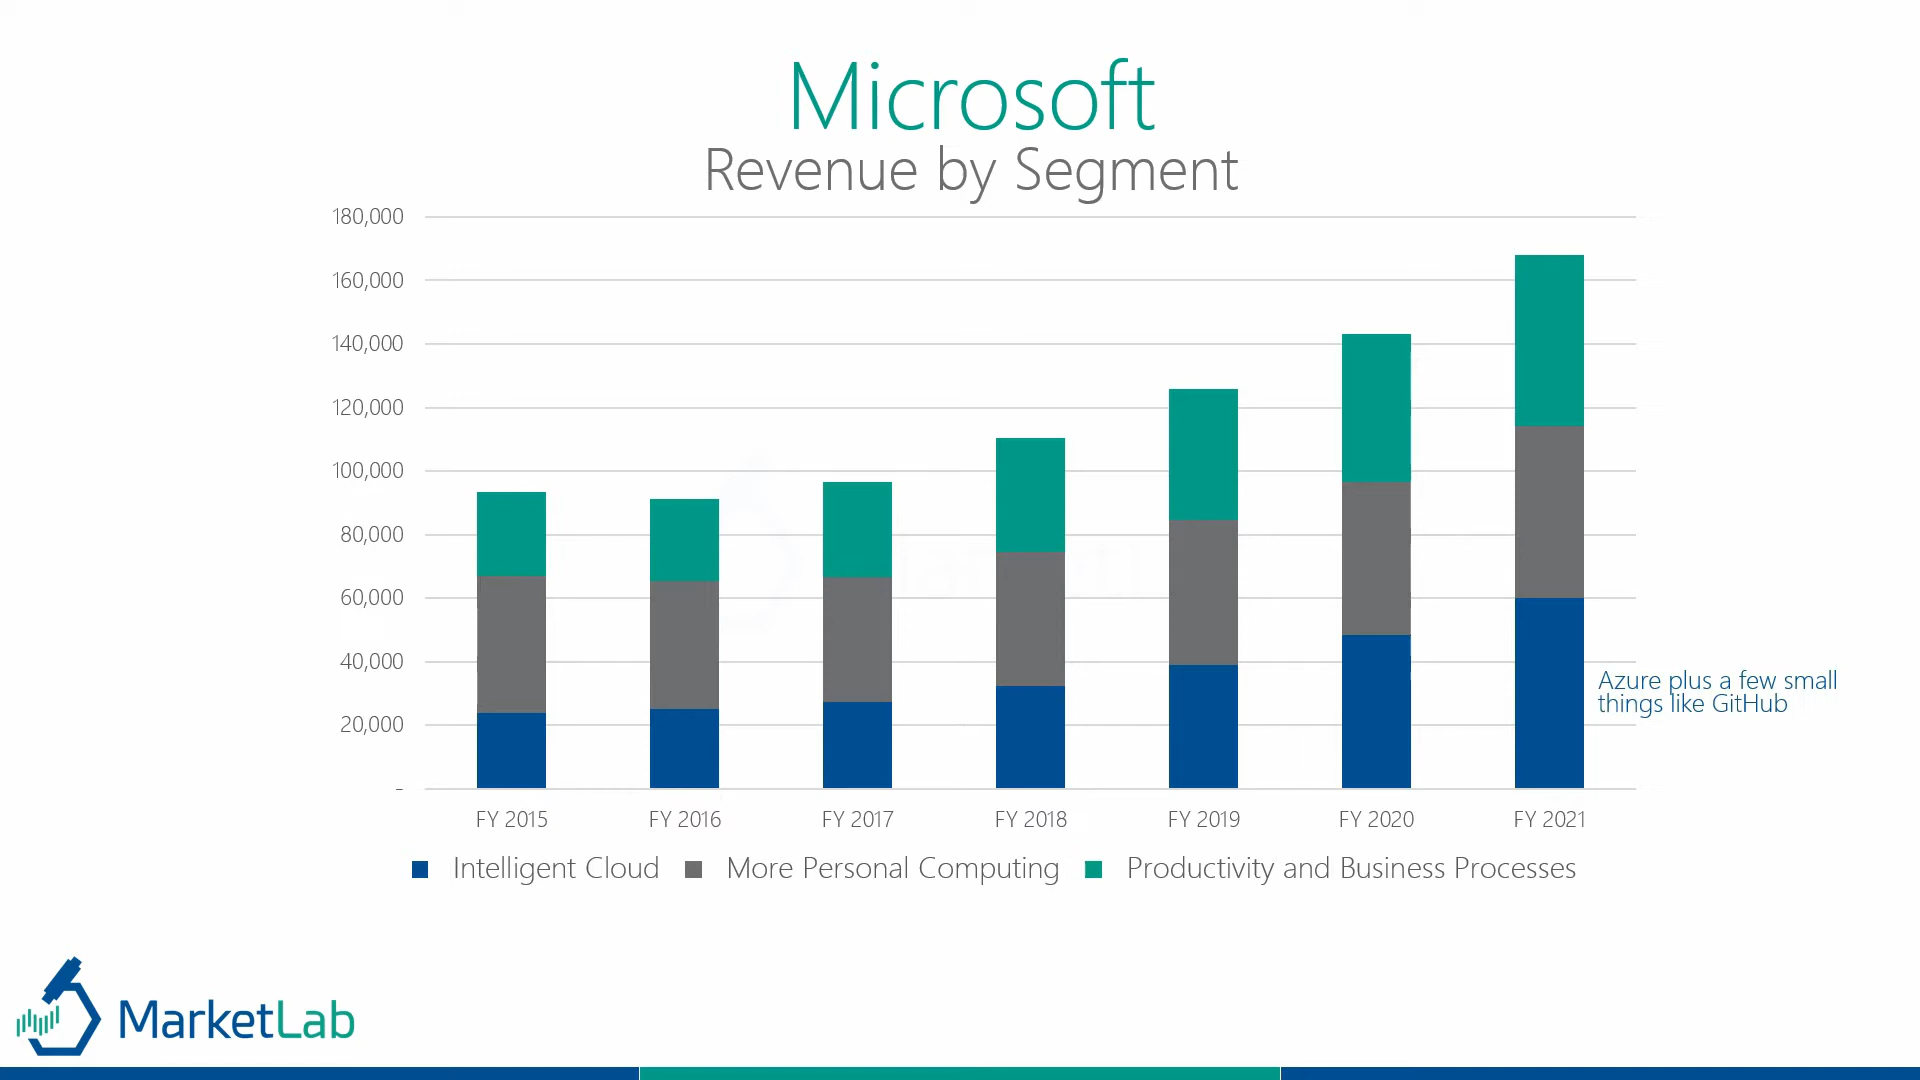 Microsoft
Revenue by Segment
180,000
160,000
140,000
120,000
100,000
80,000
60,000
40,000
20,000
-
Azure plus a few small
things like GitHub
FY 2015 FY 2016 FY 2017 FY 2018 FY 2019 FY 2020 FY 2021
Intelligent Cloud More Personal Computing Productivity and Business Processes
MarketLab